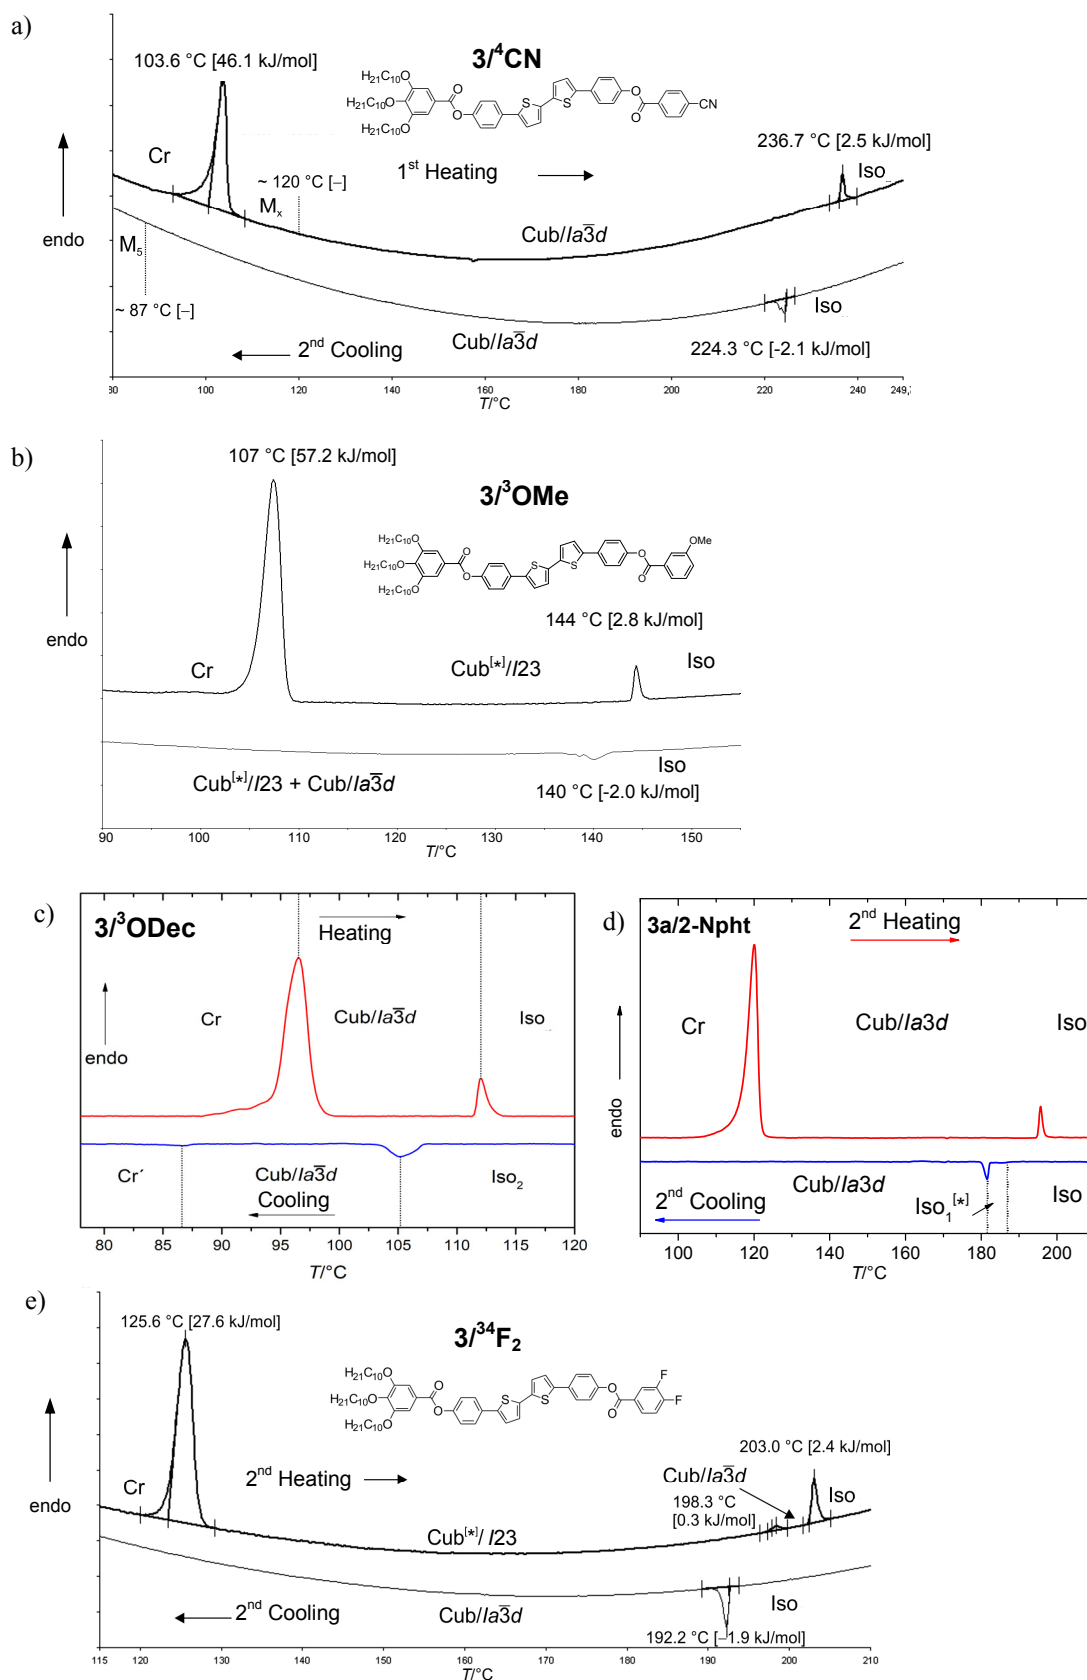 a)
3/⁴CN
103.6 °C [46.1 kJ/mol]
H₂₁C₁₀O
H₂₁C₁₀O
H₂₁C₁₀O
O
O
S
S
O
O
CN
236.7 °C [2.5 kJ/mol]
Cr
1st Heating
Iso
~ 120 °C [–]
Mₓ
endo
Cub/Ia3̅d
M₅
~ 87 °C [–]
Iso
Cub/Ia3̅d
224.3 °C [-2.1 kJ/mol]
2nd Cooling
80 100 120 140 160 180 200 220 249,
T/°C
b)
107 °C [57.2 kJ/mol]
3/³OMe
H₂₁C₁₀O
H₂₁C₁₀O
H₂₁C₁₀O
O
O
S
S
O
O
OMe
144 °C [2.8 kJ/mol]
endo
Cr
Cub[*]/I23
Iso
Iso
Cub[*]/I23 + Cub/Ia3̅d
140 °C [-2.0 kJ/mol]
90 100 110 120 130 140 150
T/°C
c)
3/³ODec
Heating
Cr
Cub/Ia3̅d
Iso
endo
Cr´
Cub/Ia3̅d
Iso₂
Cooling
80 85 90 95 100 105 110 115 120
T/°C
d)
3a/2-Npht
2nd Heating
Cr
Cub/Ia3d
Iso
endo
Cub/Ia3d
Iso₁[*]
Iso
2nd Cooling
100 120 140 160 180 200
T/°C
e)
125.6 °C [27.6 kJ/mol]
3/³⁴F₂
H₂₁C₁₀O
H₂₁C₁₀O
H₂₁C₁₀O
O
O
S
S
O
O
F
F
203.0 °C [2.4 kJ/mol]
Cub/Ia3̅d
Cr
2nd Heating
Iso
198.3 °C
[0.3 kJ/mol]
endo
Cub[*]/ I23
Iso
2nd Cooling
Cub/Ia3̅d
192.2 °C [–1.9 kJ/mol]
115 120 130 140 150 160 170 180 190 200 210
T/°C